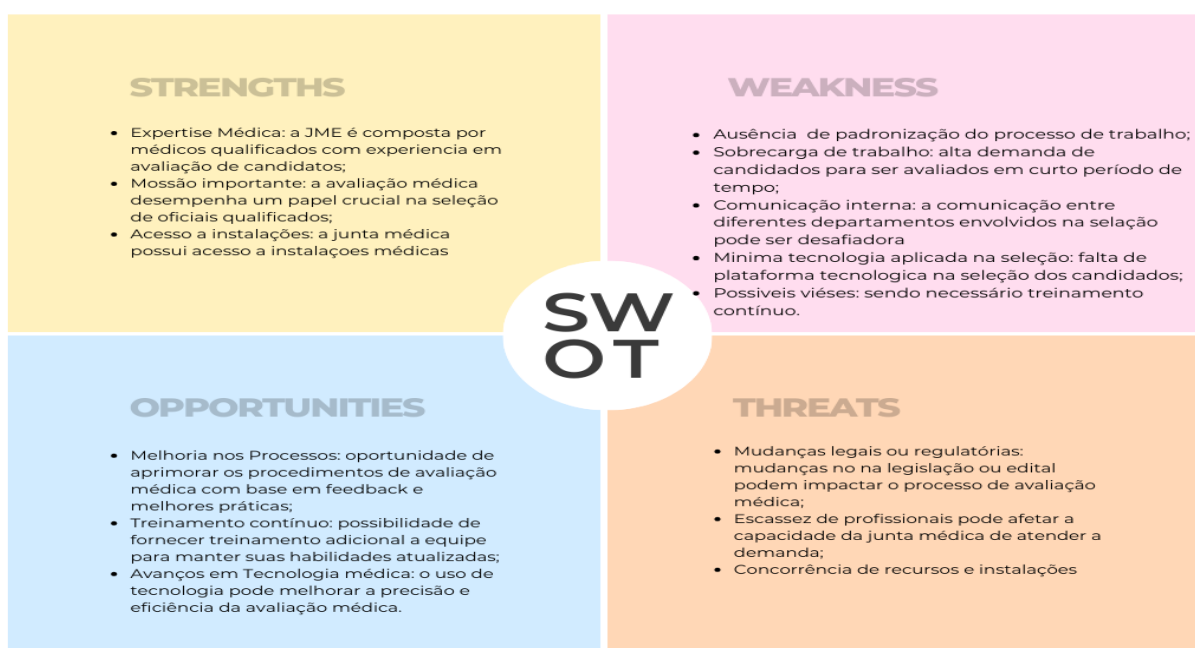 STRENGTHS
• Expertise Médica: a JME é composta por
médicos qualificados com experiencia em
avaliação de candidatos;
• Mossão importante: a avaliação médica
desempenha um papel crucial na seleção
de oficiais qualificados;
• Acesso a instalações: a junta médica
possui acesso a instalaçoes médicas
WEAKNESS
• Ausência de padronização do processo de trabalho;
• Sobrecarga de trabalho: alta demanda de
candidados para ser avaliados em curto período de
tempo;
• Comunicação interna: a comunicação entre
diferentes departamentos envolvidos na selação
pode ser desafiadora
• Minima tecnologia aplicada na seleção: falta de
plataforma tecnologica na seleção dos candidados;
• Possiveis viéses: sendo necessário treinamento
contínuo.
SW
OT
OPPORTUNITIES
• Melhoria nos Processos: oportunidade de
aprimorar os procedimentos de avaliação
médica com base em feedback e
melhores práticas;
• Treinamento contínuo: possibilidade de
fornecer treinamento adicional a equipe
para manter suas habilidades atualizadas;
• Avanços em Tecnologia médica: o uso de
tecnologia pode melhorar a precisão e
eficiência da avaliação médica.
THREATS
• Mudanças legais ou regulatórias:
mudanças no na legislação ou edital
podem impactar o processo de avaliação
médica;
• Escassez de profissionais pode afetar a
capacidade da junta médica de atender a
demanda;
• Concorrência de recursos e instalações